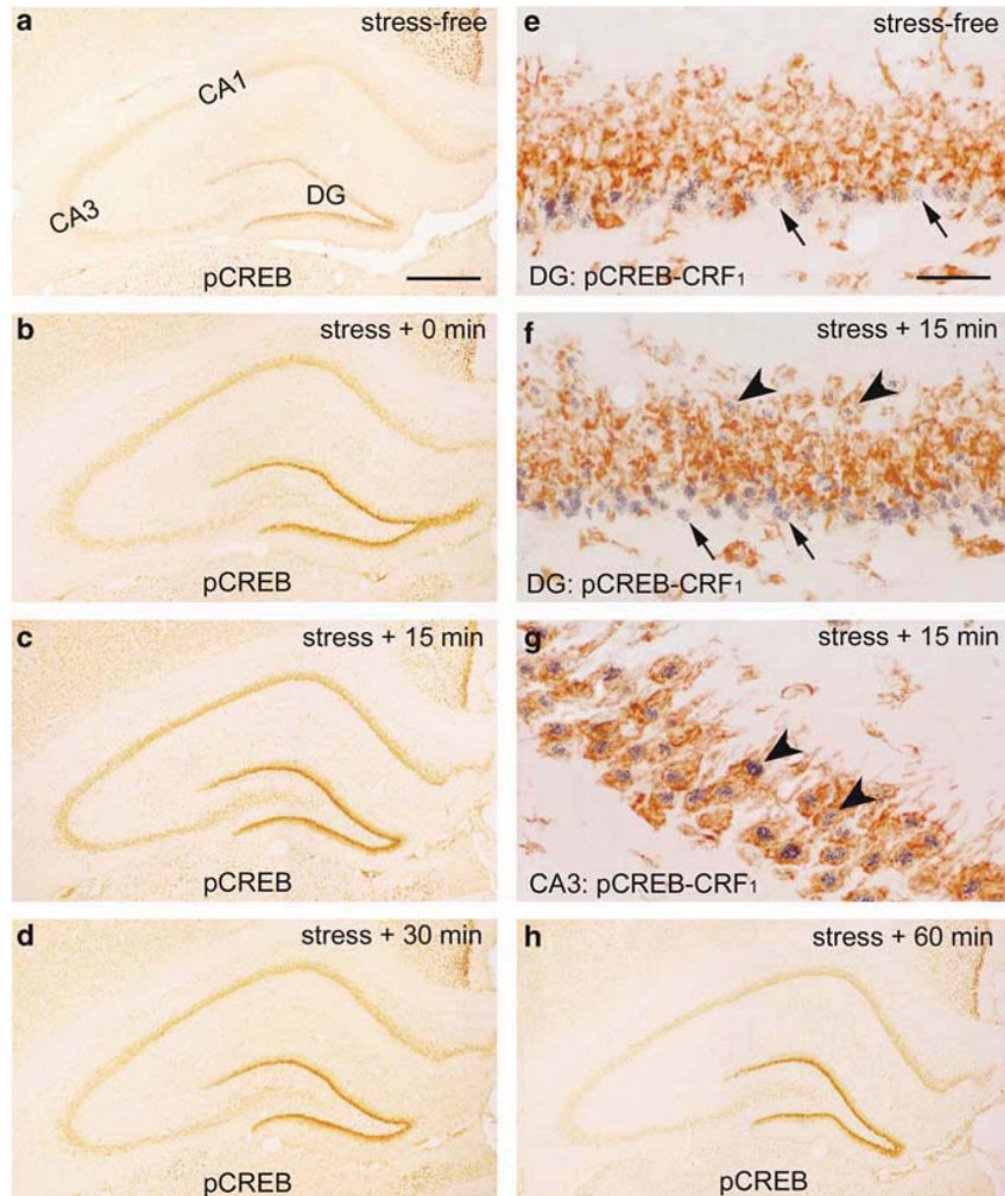 a
stress-free
CA1
CA3
DG
pCREB
b
stress + 0 min
pCREB
c
stress + 15 min
pCREB
d
stress + 30 min
pCREB
e
stress-free
DG: pCREB-CRF₁
f
stress + 15 min
DG: pCREB-CRF₁
g
stress + 15 min
CA3: pCREB-CRF₁
h
stress + 60 min
pCREB